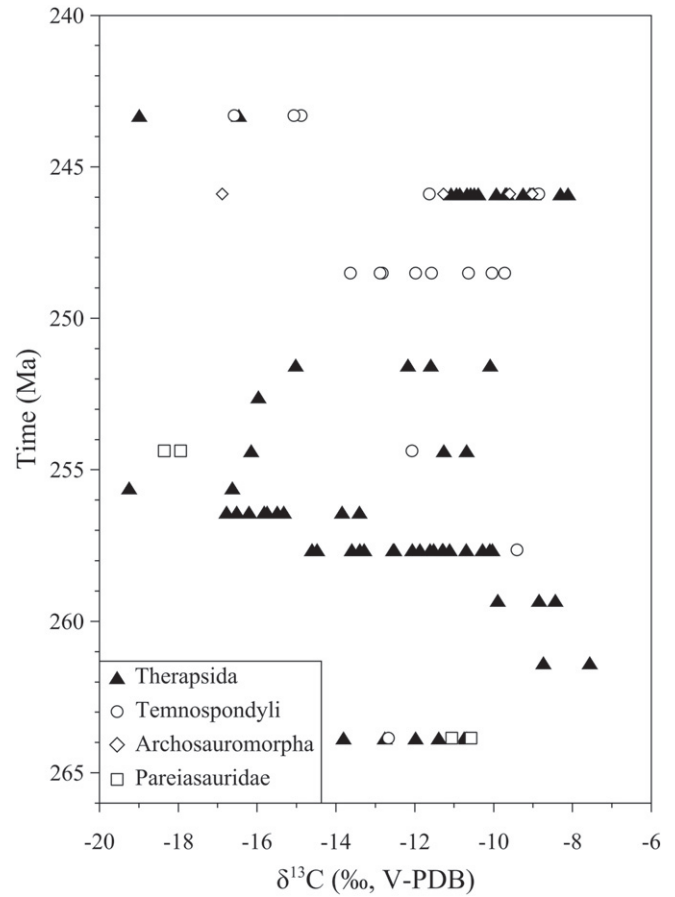 240
245
250
255
260
265
Time (Ma)
Therapsida
Temnospondyli
Archosauromorpha
Pareiasauridae
-20 -18 -16 -14 -12 -10 -8 -6
δ¹³C (‰, V-PDB)